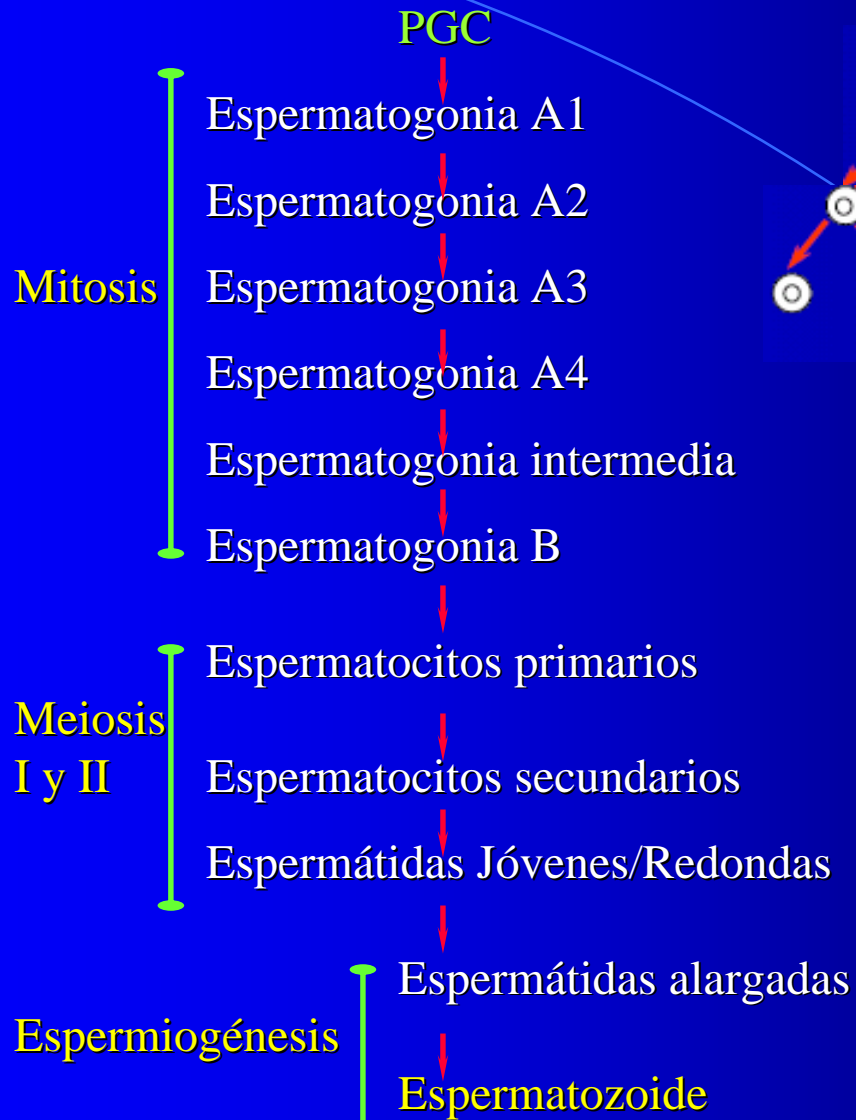 PGC
Espermatogonia A1
Espermatogonia A2
Mitosis
Espermatogonia A3
Espermatogonia A4
Espermatogonia intermedia
Espermatogonia B
Espermatocitos primarios
Meiosis
I y II
Espermatocitos secundarios
Espermátidas Jóvenes/Redondas
Espermátidas alargadas
Espermiogénesis
Espermatozoide